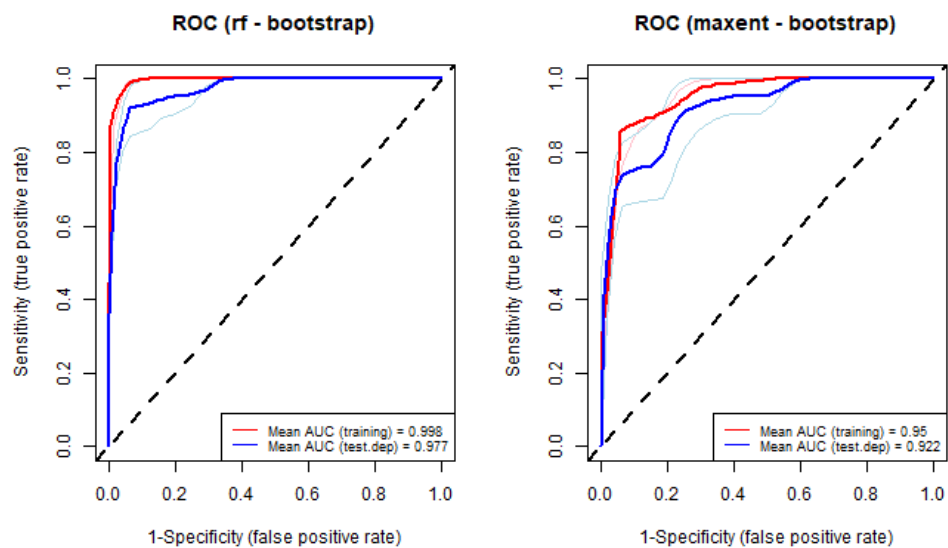 ROC (rf - bootstrap)
Sensitivity (true positive rate)
1.0
0.8
0.6
0.4
0.2
0.0
Mean AUC (training) = 0.998
Mean AUC (test.dep) = 0.977
0.0 0.2 0.4 0.6 0.8 1.0
1-Specificity (false positive rate)
ROC (maxent - bootstrap)
Sensitivity (true positive rate)
1.0
0.8
0.6
0.4
0.2
0.0
Mean AUC (training) = 0.95
Mean AUC (test.dep) = 0.922
0.0 0.2 0.4 0.6 0.8 1.0
1-Specificity (false positive rate)